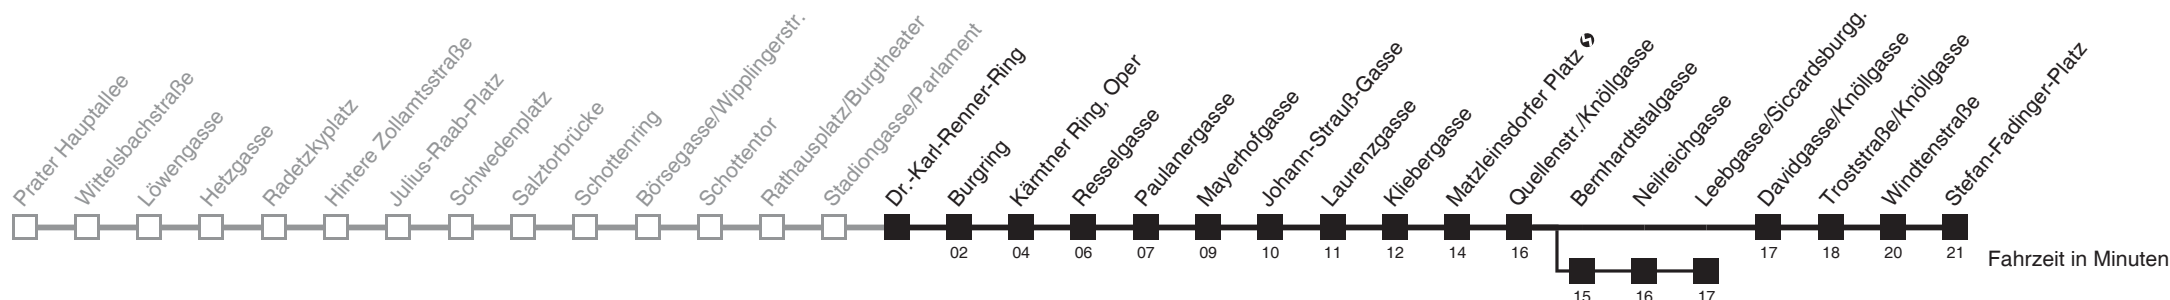 Prater Hauptallee
Wittelsbachstraße
Löwengasse
Hetzgasse
Radetzkyplatz
Hintere Zollamtsstraße
Julius-Raab-Platz
Schwedenplatz
Salztorbrücke
Schottenring
Börsegasse/Wipplingerstr.
Schottentor
Rathausplatz/Burgtheater
Stadiongasse/Parlament
Dr.-Karl-Renner-Ring
Burgring
Kärntner Ring, Oper
Resselgasse
Paulanergasse
Mayerhofgasse
Johann-Strauß-Gasse
Laurenzgasse
Kliebergasse
Matzleinsdorfer Platz
Quellenstr./Knöllgasse
Bernhardtstalgasse
Neilreichgasse
Leebgasse/Siccardsburgg.
Davidgasse/Knöllgasse
Troststraße/Knöllgasse
Windtenstraße
Stefan-Fadinger-Platz
02 04 06 07 09 10 11 12 14 16 17 18 20 21
Fahrzeit in Minuten
15 16 17